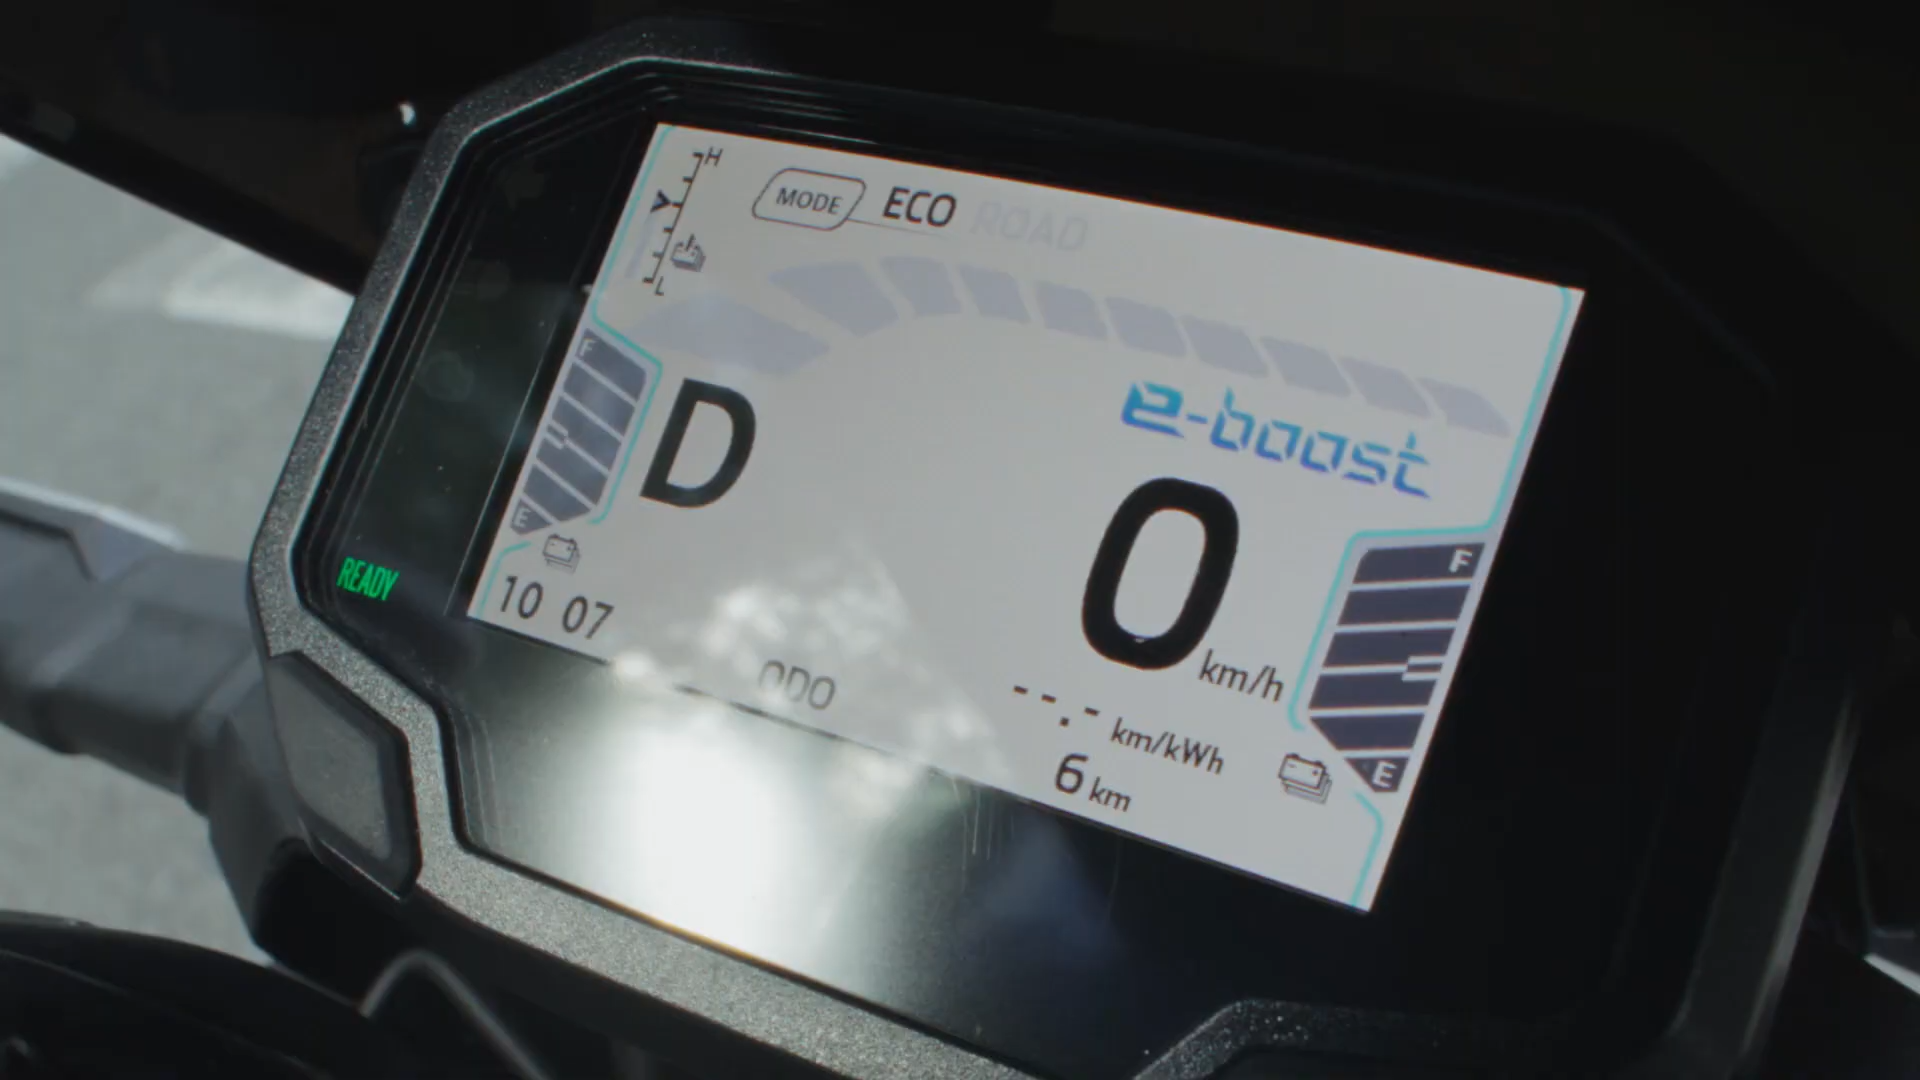 H
MODE ECO ROAD
L
F
D
e-boost
E
0 km/h
F
READY
10 07
ODO
--.- km/kWh
6 km
E